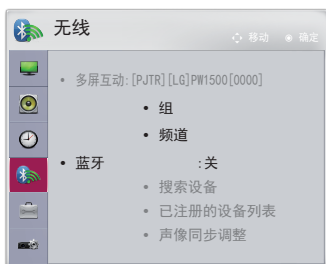 无线
移动 确定
• 多屏互动:[PJTR][LG]PW1500[0000]
• 组
• 频道
• 蓝牙 :关
• 搜索设备
• 已注册的设备列表
• 声像同步调整